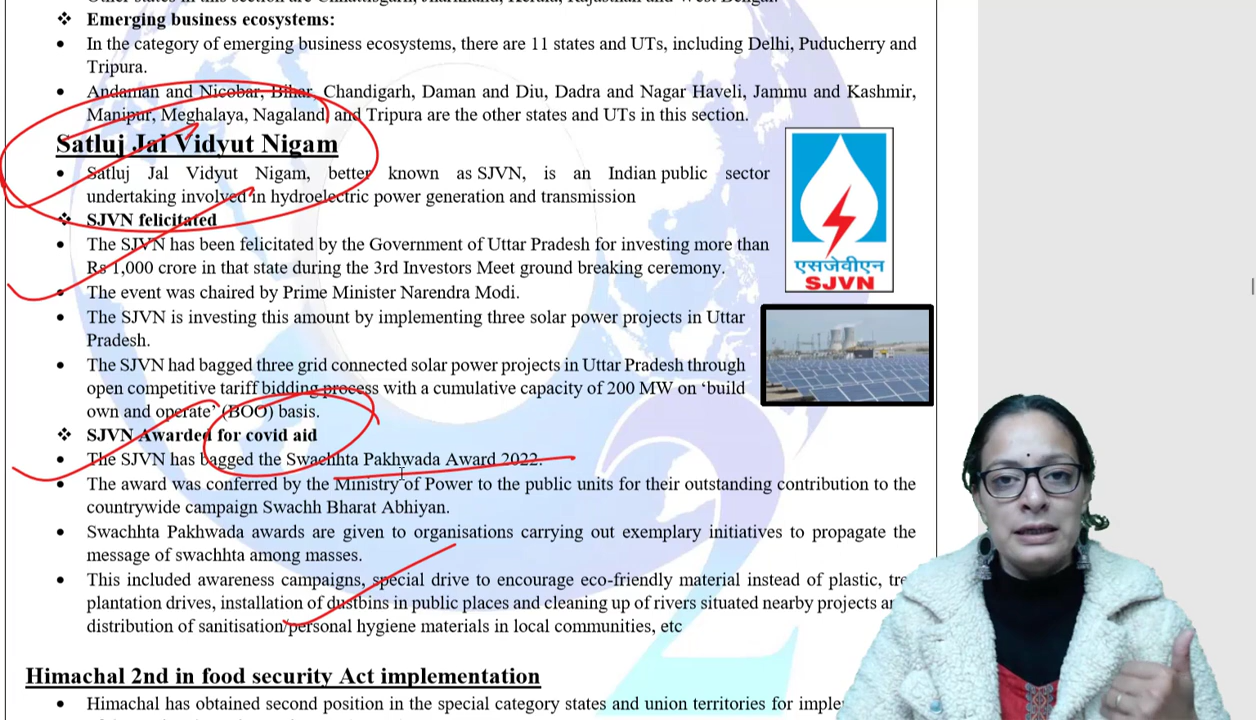 Emerging business ecosystems:
In the category of emerging business ecosystems, there are 11 states and UTs, including Delhi, Puducherry and
Tripura.
Andaman and Nicobar, Bihar, Chandigarh, Daman and Diu, Dadra and Nagar Haveli, Jammu and Kashmir,
Manipur, Meghalaya, Nagaland and Tripura are the other states and UTs in this section.
Satluj Jal Vidyut Nigam
Satluj Jal Vidyut Nigam, better known as SJVN, is an Indian public sector
undertaking involved in hydroelectric power generation and transmission
SJVN felicitated
The SJVN has been felicitated by the Government of Uttar Pradesh for investing more than
Rs 1,000 crore in that state during the 3rd Investors Meet ground breaking ceremony.
एसजेवीएन
SJVN
The event was chaired by Prime Minister Narendra Modi.
The SJVN is investing this amount by implementing three solar power projects in Uttar
Pradesh.
The SJVN had bagged three grid connected solar power projects in Uttar Pradesh through
open competitive tariff bidding process with a cumulative capacity of 200 MW on ‘build
own and operate’ (BOO) basis.
SJVN Awarded for covid aid
The SJVN has bagged the Swachhta Pakhwada Award 2022.
The award was conferred by the Ministry of Power to the public units for their outstanding contribution to the
countrywide campaign Swachh Bharat Abhiyan.
Swachhta Pakhwada awards are given to organisations carrying out exemplary initiatives to propagate the
message of swachhta among masses.
This included awareness campaigns, special drive to encourage eco-friendly material instead of plastic,
plantation drives, installation of dustbins in public places and cleaning up of rivers situated nearby projects
distribution of sanitisation/personal hygiene materials in local communities, etc
Himachal 2nd in food security Act implementation
Himachal has obtained second position in the special category states and union territories for